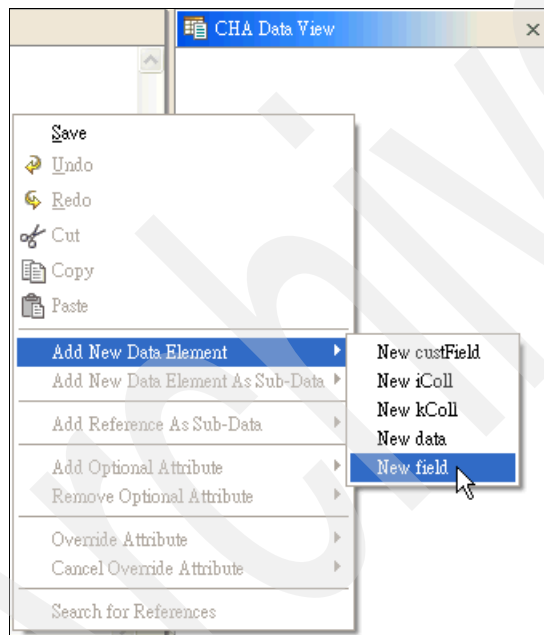 CHA Data View
Save
Undo
Redo
Cut
Copy
Paste
Add New Data Element
Add New Data Element As Sub-Data
Add Reference As Sub-Data
Add Optional Attribute
Remove Optional Attribute
Override Attribute
Cancel Override Attribute
Search for References
New custField
New iColl
New kColl
New data
New field